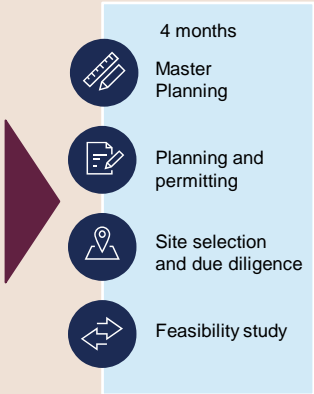 4 months
Master
Planning
Planning and
permitting
Site selection
and due diligence
Feasibility study